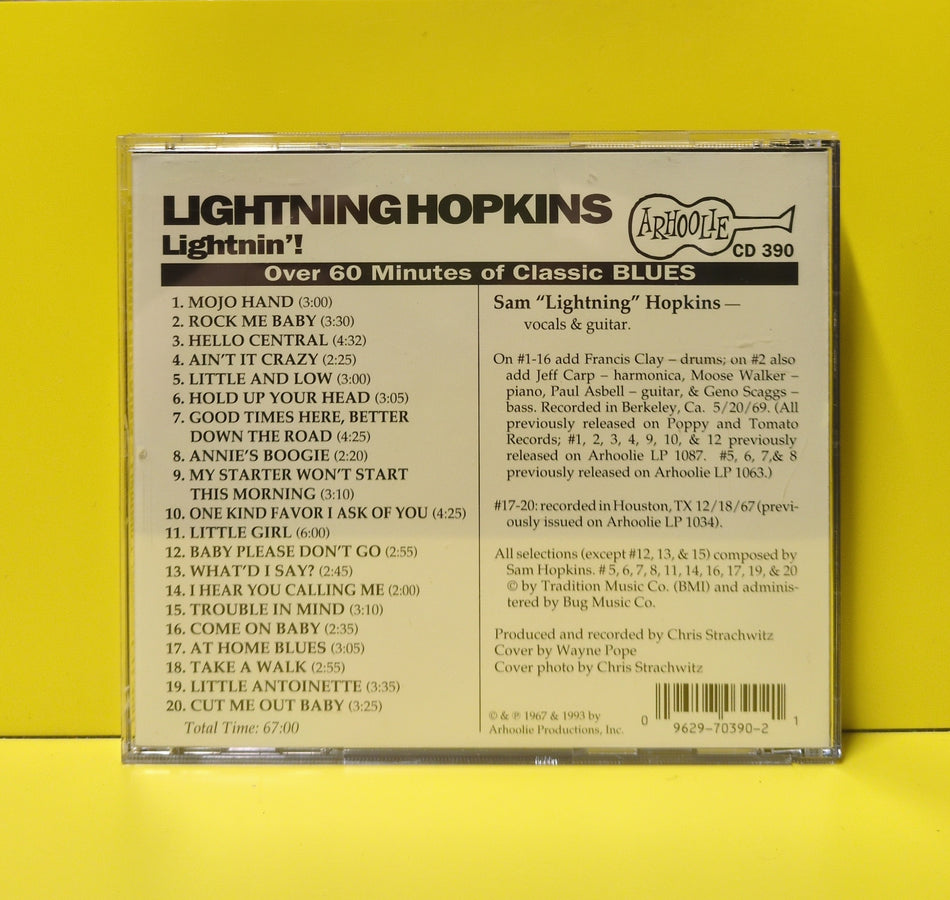 LIGHTNING HOPKINS
Lightnin'!
ARHOOLIE
CD 390
Over 60 Minutes of Classic BLUES
1. MOJO HAND (3:00)
2. ROCK ME BABY (3:30)
3. HELLO CENTRAL (4:32)
4. AIN'T IT CRAZY (2:25)
5. LITTLE AND LOW (3:00)
6. HOLD UP YOUR HEAD (3:05)
7. GOOD TIMES HERE, BETTER
DOWN THE ROAD (4:25)
8. ANNIE'S BOOGIE (2:20)
9. MY STARTER WON'T START
THIS MORNING (3:10)
10. ONE KIND FAVOR I ASK OF YOU (4:25)
11. LITTLE GIRL (6:00)
12. BABY PLEASE DON'T GO (2:55)
13. WHAT'D I SAY? (2:45)
14. I HEAR YOU CALLING ME (2:00)
15. TROUBLE IN MIND (3:10)
16. COME ON BABY (2:35)
17. AT HOME BLUES (3:05)
18. TAKE A WALK (2:55)
19. LITTLE ANTOINETTE (3:35)
20. CUT ME OUT BABY (3:25)
Total Time: 67:00
Sam "Lightning" Hopkins —
vocals & guitar.
On #1-16 add Francis Clay – drums; on #2 also
add Jeff Carp – harmonica, Moose Walker –
piano, Paul Asbell – guitar, & Geno Scaggs –
bass. Recorded in Berkeley, Ca. 5/20/69. (All
previously released on Poppy and Tomato
Records; #1, 2, 3, 4, 9, 10, & 12 previously
released on Arhoolie LP 1087. #5, 6, 7,& 8
previously released on Arhoolie LP 1063.)
#17-20: recorded in Houston, TX 12/18/67 (previ-
ously issued on Arhoolie LP 1034).
All selections (except #12, 13, & 15) composed by
Sam Hopkins. # 5, 6, 7, 8, 11, 14, 16, 17, 19, & 20
© by Tradition Music Co. (BMI) and adminis-
tered by Bug Music Co.
Produced and recorded by Chris Strachwitz
Cover by Wayne Pope
Cover photo by Chris Strachwitz
© & ℗ 1967 & 1993 by
Arhoolie Productions, Inc.
0 9629-70390-2 1